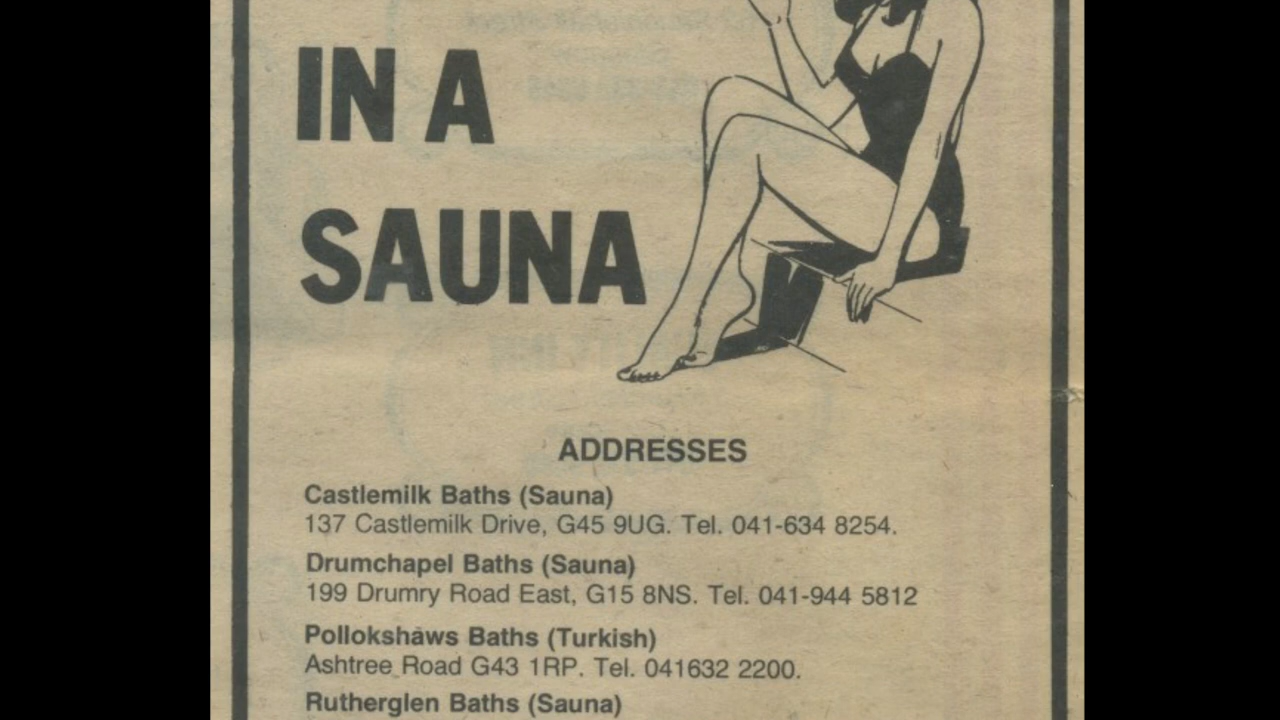 IN A
SAUNA
ADDRESSES
Castlemilk Baths (Sauna)
137 Castlemilk Drive, G45 9UG. Tel. 041-634 8254.
Drumchapel Baths (Sauna)
199 Drumry Road East, G15 8NS. Tel. 041-944 5812
Pollokshaws Baths (Turkish)
Ashtree Road G43 1RP. Tel. 041632 2200.
Rutherglen Baths (Sauna)